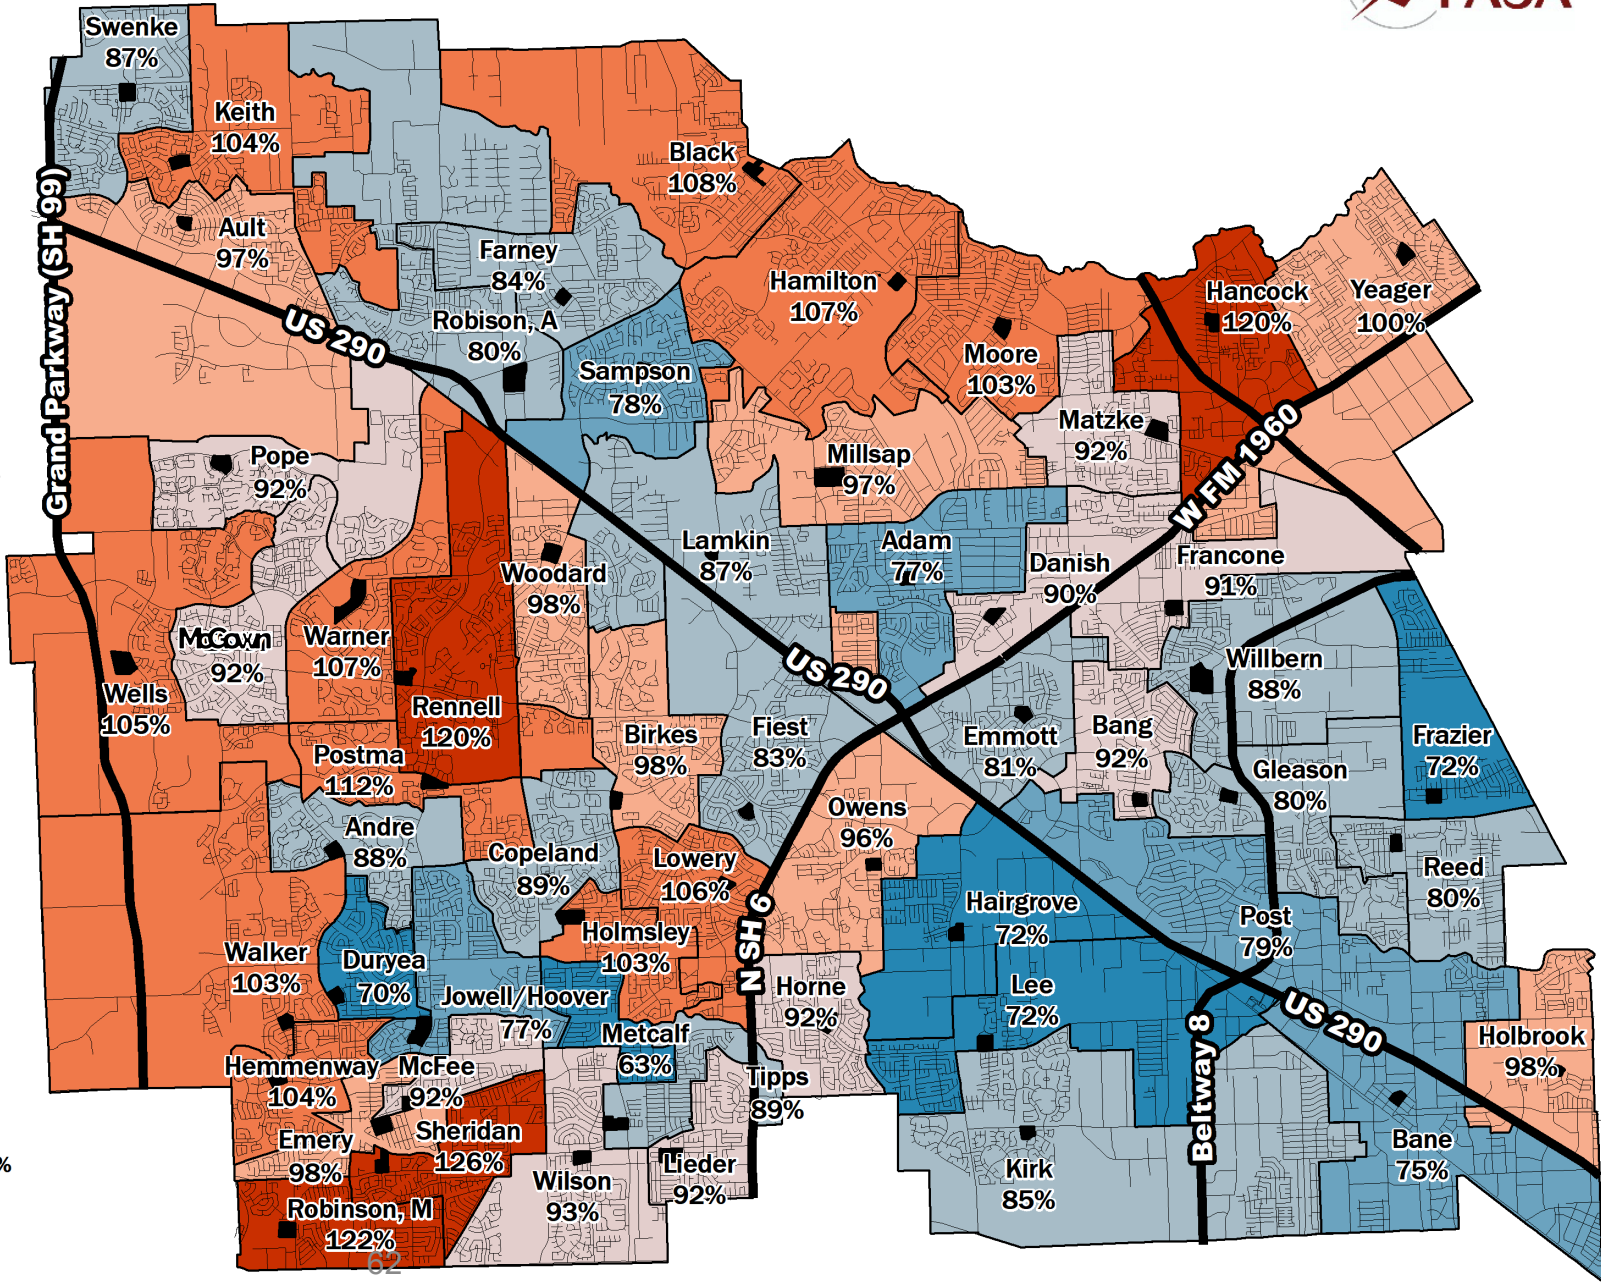 PASA
Swenke
87%
Keith
104%
Black
108%
Ault
97%
Farney
84%
Hamilton
107%
Hancock
120%
Yeager
100%
Grand Parkway (SH 99)
US 290
Robison, A
80%
Sampson
78%
Moore
103%
Matzke
92%
Pope
92%
Millsap
97%
W FM 1960
Lamkin
87%
Adam
77%
Danish
90%
Francone
91%
Woodard
98%
McCown
92%
Warner
107%
Wells
105%
Rennell
120%
US 290
Willbern
88%
Birkes
98%
Fiest
83%
Emmott
81%
Bang
92%
Frazier
72%
Postma
112%
Gleason
80%
Andre
88%
Copeland
89%
Lowery
106%
Owens
96%
Reed
80%
Hairgrove
72%
Post
79%
Holmsley
103%
N SH 6
Walker
103%
Duryea
70%
Jowell/Hoover
77%
Horne
92%
Lee
72%
US 290
Metcalf
63%
Holbrook
98%
Hemmenway
104%
McFee
92%
Tipps
89%
Beltway 8
Emery
98%
Sheridan
126%
Bane
75%
%
Wilson
93%
Lieder
92%
Kirk
85%
Robinson, M
122%
62